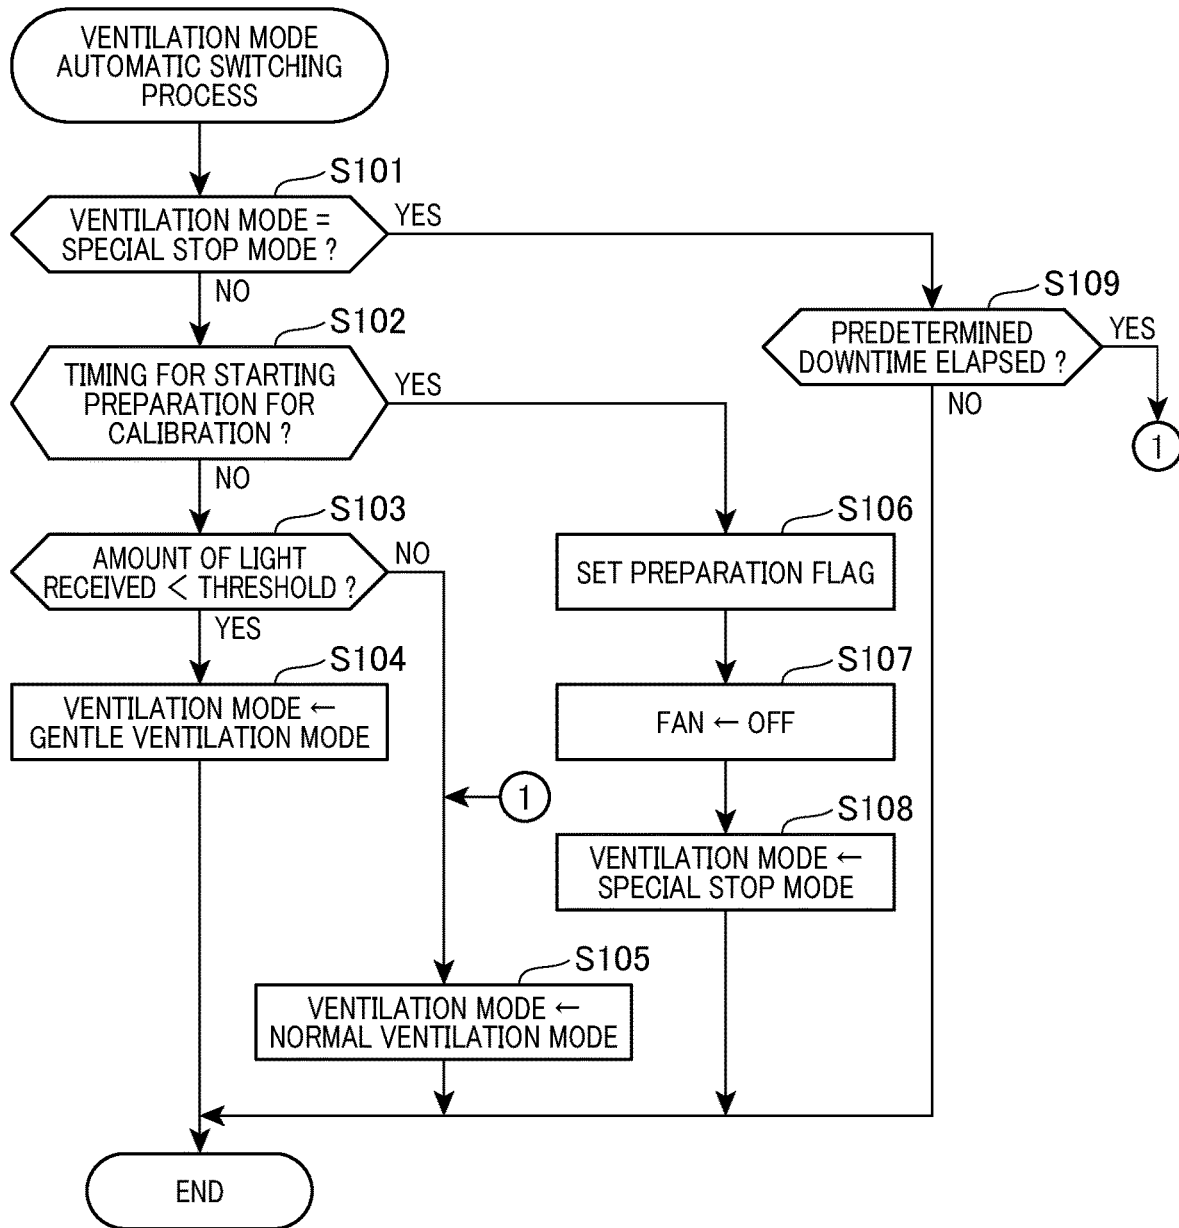 VENTILATION MODE
AUTOMATIC SWITCHING
PROCESS
S101
VENTILATION MODE =
SPECIAL STOP MODE ?
YES
NO
S109
PREDETERMINED
DOWNTIME ELAPSED ?
YES
NO
1
S102
TIMING FOR STARTING
PREPARATION FOR
CALIBRATION ?
YES
NO
S103
AMOUNT OF LIGHT
RECEIVED < THRESHOLD ?
NO
YES
S106
SET PREPARATION FLAG
S104
VENTILATION MODE ←
GENTLE VENTILATION MODE
S107
FAN ← OFF
1
S108
VENTILATION MODE ←
SPECIAL STOP MODE
S105
VENTILATION MODE ←
NORMAL VENTILATION MODE
END